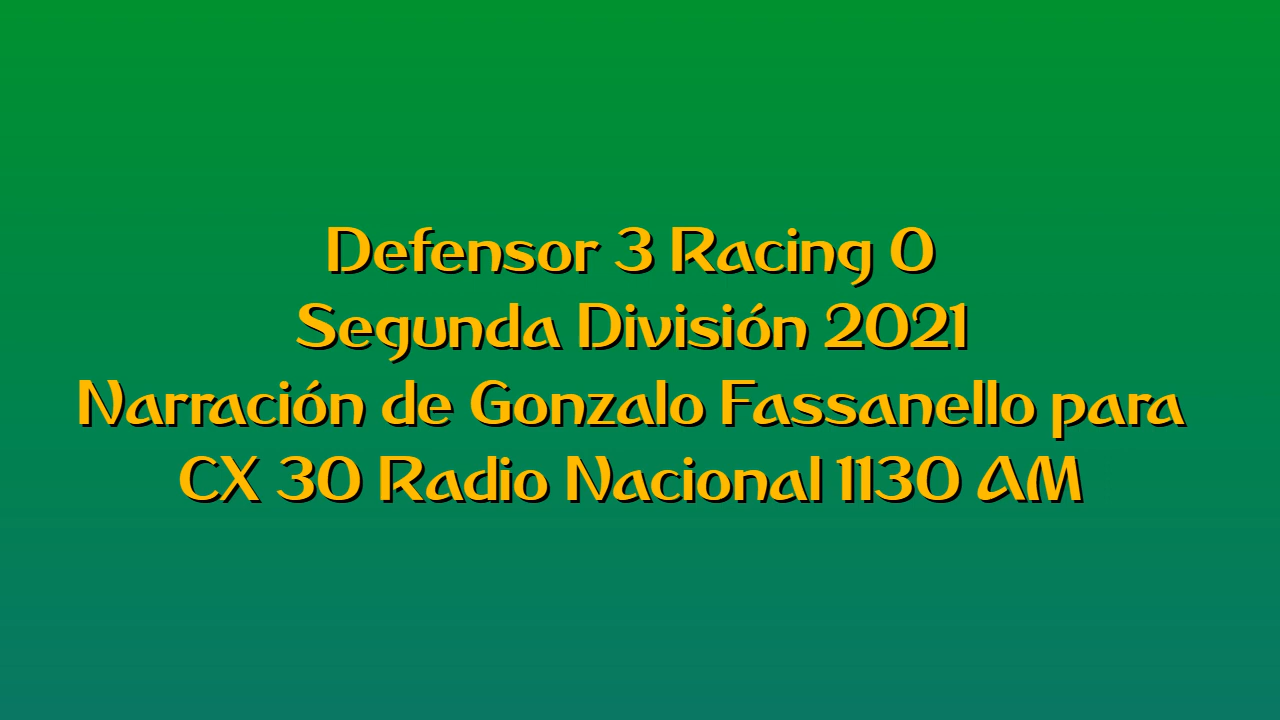 Defensor 3 Racing 0
Segunda División 2021
Narración de Gonzalo Fassanello para
CX 30 Radio Nacional 1130 AM